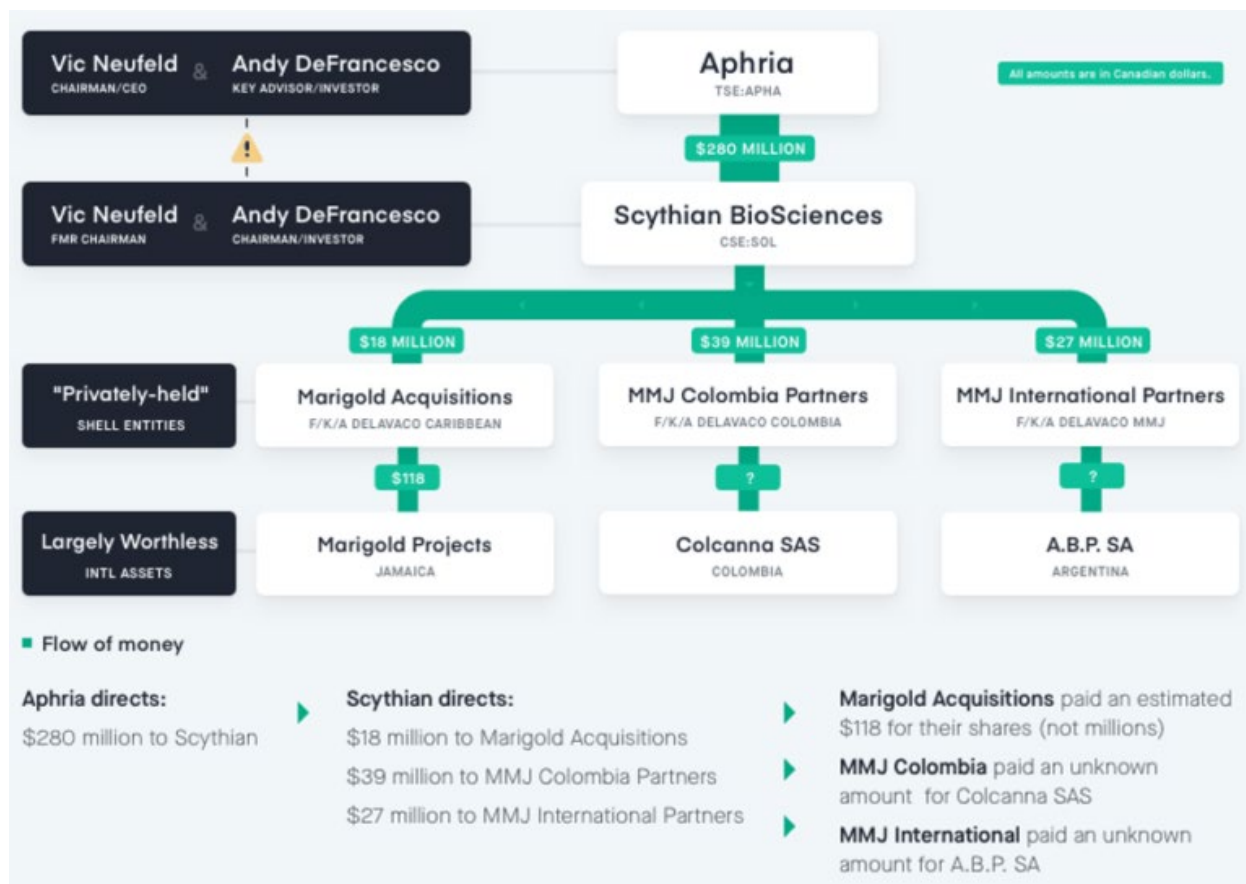 Vic Neufeld & Andy DeFrancesco
CHAIRMAN/CEO KEY ADVISOR/INVESTOR
Aphria
TSE:APHA
All amounts are in Canadian dollars.
!
$280 MILLION
Vic Neufeld & Andy DeFrancesco
FMR CHAIRMAN CHAIRMAN/INVESTOR
Scythian BioSciences
CSE:SOL
$18 MILLION $39 MILLION $27 MILLION
"Privately-held"
SHELL ENTITIES
Marigold Acquisitions
F/K/A DELAVACO CARIBBEAN
MMJ Colombia Partners
F/K/A DELAVACO COLOMBIA
MMJ International Partners
F/K/A DELAVACO MMJ
$118 ? ?
Largely Worthless
INTL ASSETS
Marigold Projects
JAMAICA
Colcanna SAS
COLOMBIA
A.B.P. SA
ARGENTINA
Flow of money
Aphria directs:
$280 million to Scythian
Scythian directs:
$18 million to Marigold Acquisitions
$39 million to MMJ Colombia Partners
$27 million to MMJ International Partners
Marigold Acquisitions paid an estimated
$118 for their shares (not millions)
MMJ Colombia paid an unknown
amount for Colcanna SAS
MMJ International paid an unknown
amount for A.B.P. SA